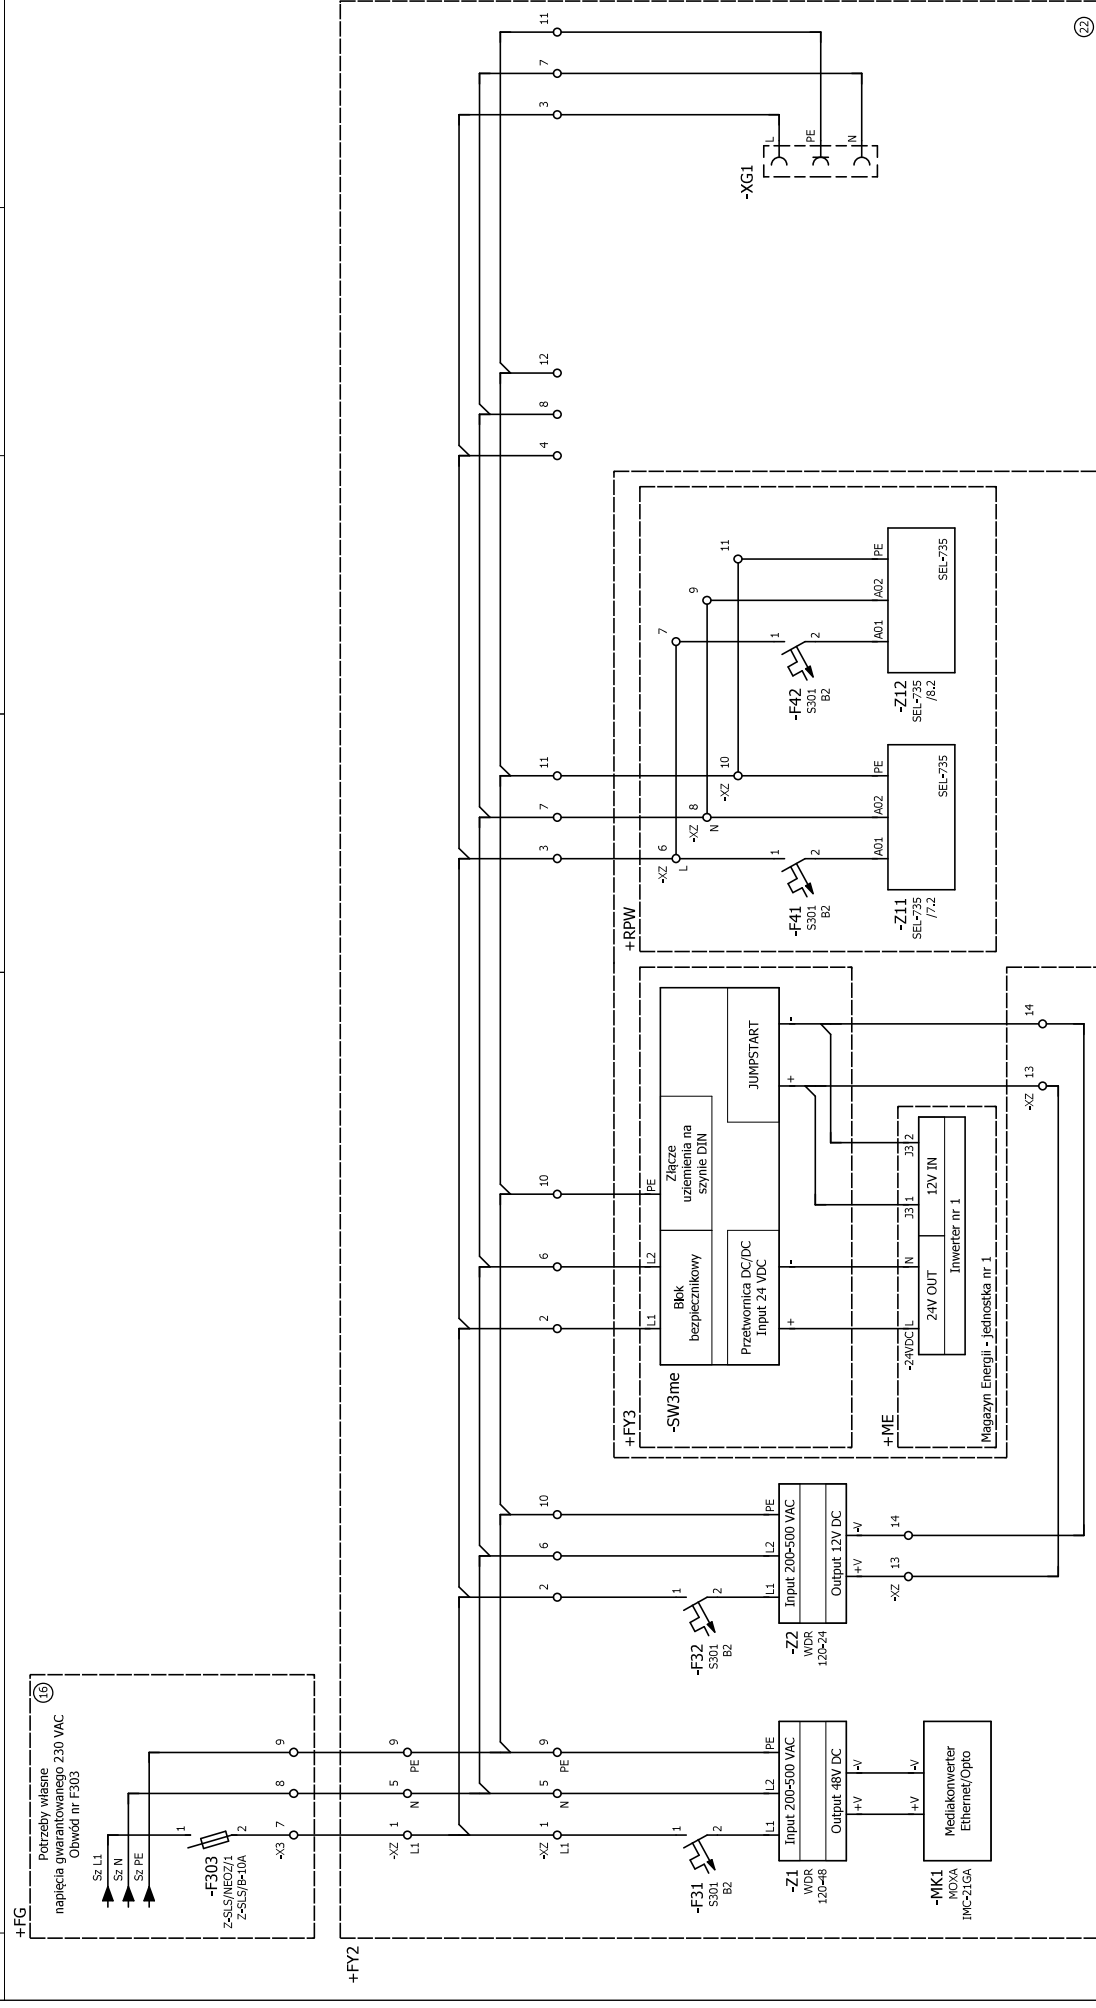 +FG
16
Potrzeby własne
napięcia gwarantowanego 230 VAC
Obwód nr F303
Sz L1
Sz N
Sz PE
-F303
Z-SLS/NEOZ/1
Z-SLS/B-10A
1
2
-X3
7
8
9
+FY2
22
-XZ
1
L1
5
N
9
PE
-XZ
1
L1
5
N
9
PE
-F31
S301
B2
1
2
-Z1
WDR
120-48
L1
L2
PE
Input 200-500 VAC
Output 48V DC
+V
-V
-MK1
MOXA
IMC-21GA
+V
-V
Mediakonwerter
Ethernet/Opto
2
6
10
-F32
S301
B2
1
2
-Z2
WDR
120-24
L1
L2
PE
Input 200-500 VAC
Output 12V DC
+V
-V
-XZ
13
14
+FY3
-SW3me
2
6
10
L1
L2
PE
Blok
bezpiecznikowy
Złącze
uziemienia na
szynie DIN
Przetwornica DC/DC
Input 24 VDC
JUMPSTART
+
-
+
-
+ME
-24VDC
L
N
J3
1
J3
2
24V OUT
12V IN
Inwerter nr 1
Magazyn Energii - jednostka nr 1
-XZ
13
14
+RPW
3
7
11
-XZ
6
L
-XZ
8
N
-XZ
10
7
9
11
-F41
S301
B2
1
2
-Z11
SEL-735
/7.2
A01
A02
PE
SEL-735
-F42
S301
B2
1
2
-Z12
SEL-735
/8.2
A01
A02
PE
SEL-735
4
8
12
3
7
11
-XG1
L
PE
N